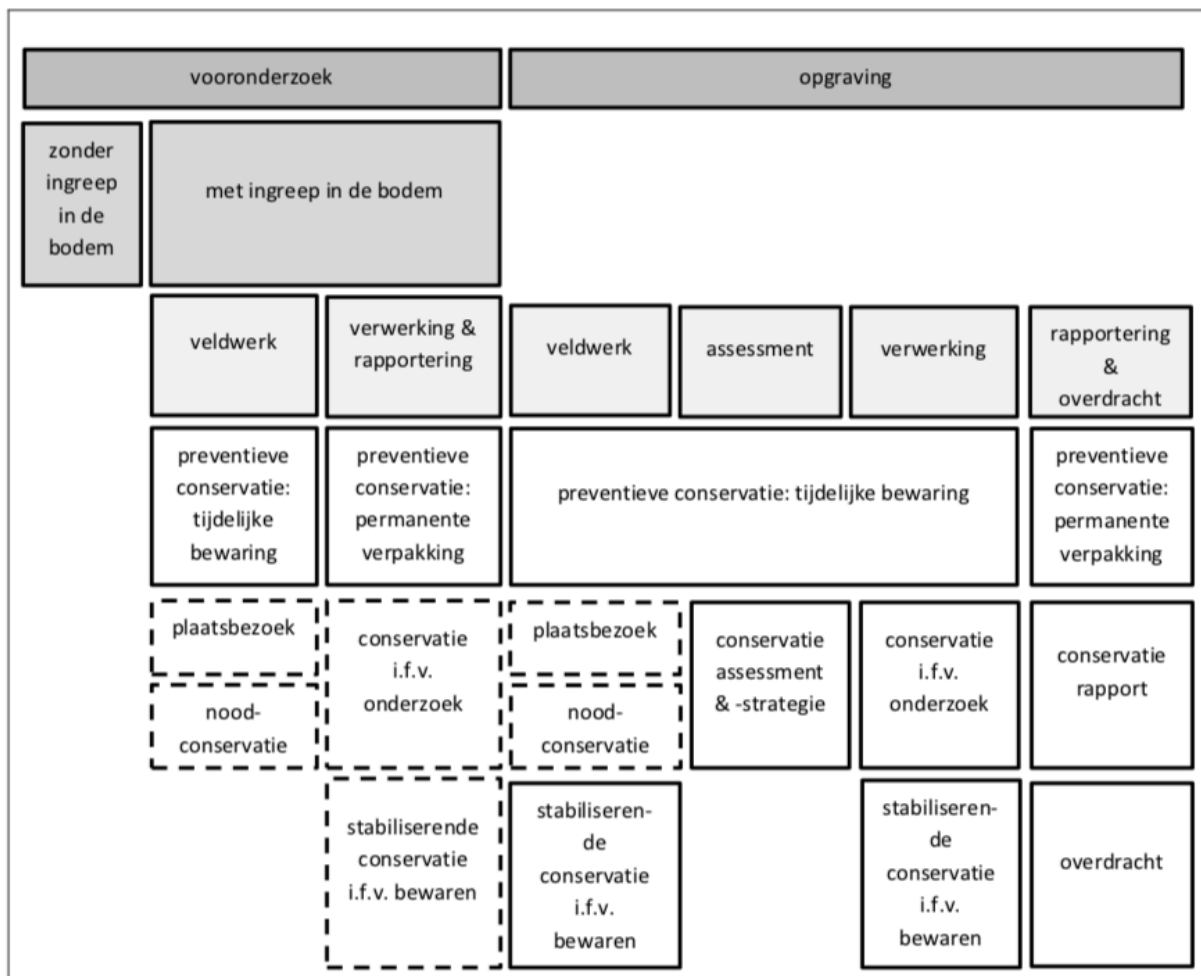 vooronderzoek
opgraving
zonder
ingreep
in de
bodem
met ingreep in de bodem
veldwerk
verwerking &
rapportering
veldwerk
assessment
verwerking
rapportering
&
overdracht
preventieve
conservatie:
tijdelijke
bewaring
preventieve
conservatie:
permanente
verpakking
preventieve conservatie: tijdelijke bewaring
preventieve
conservatie:
permanente
verpakking
plaatsbezoek
nood-
conservatie
conservatie
i.f.v.
onderzoek
plaatsbezoek
nood-
conservatie
conservatie
assessment
& -strategie
conservatie
i.f.v.
onderzoek
conservatie
rapport
stabiliserende
conservatie
i.f.v. bewaren
stabiliseren-
de
conservatie
i.f.v.
bewaren
stabiliseren-
de
conservatie
i.f.v.
bewaren
overdracht